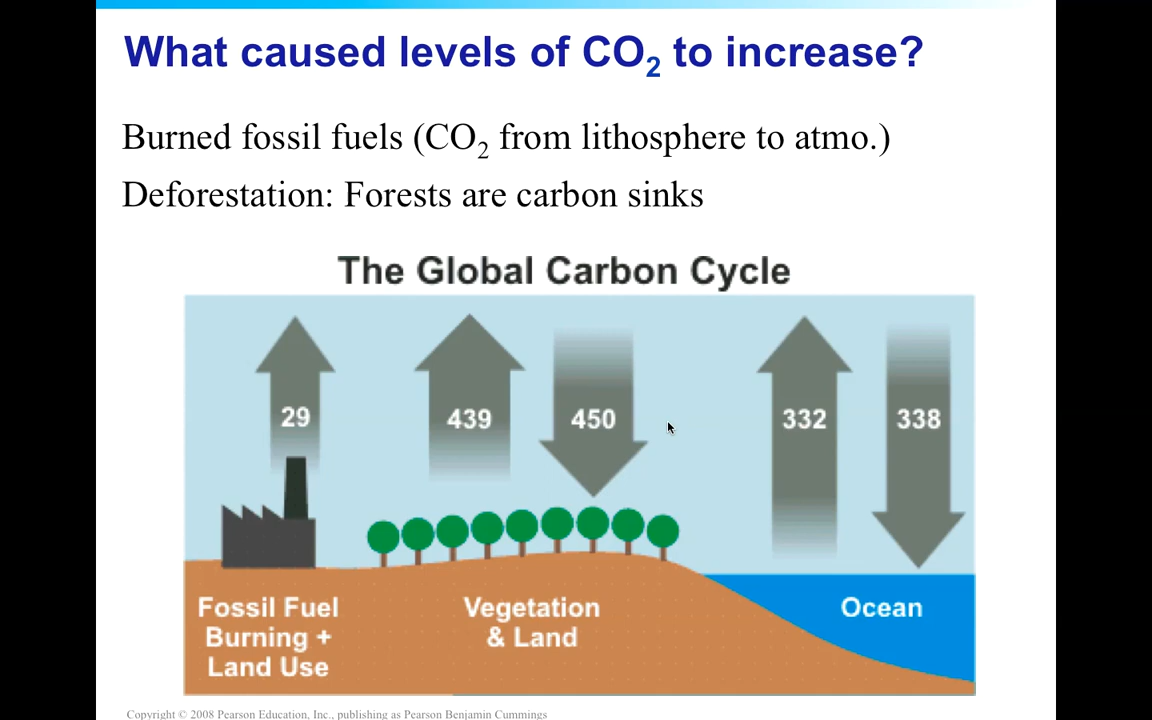 What caused levels of CO₂ to increase?
Burned fossil fuels (CO₂ from lithosphere to atmo.)
Deforestation: Forests are carbon sinks
The Global Carbon Cycle
29
439
450
332
338
Fossil Fuel
Burning +
Land Use
Vegetation
& Land
Ocean
Copyright © 2008 Pearson Education, Inc., publishing as Pearson Benjamin Cummings